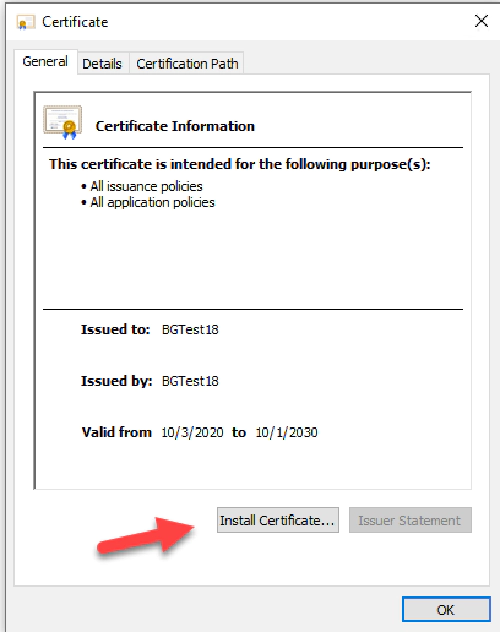 Certificate
General Details Certification Path
Certificate Information
This certificate is intended for the following purpose(s):
• All issuance policies
• All application policies
Issued to: BGTest18
Issued by: BGTest18
Valid from 10/3/2020 to 10/1/2030
Install Certificate... Issuer Statement
OK